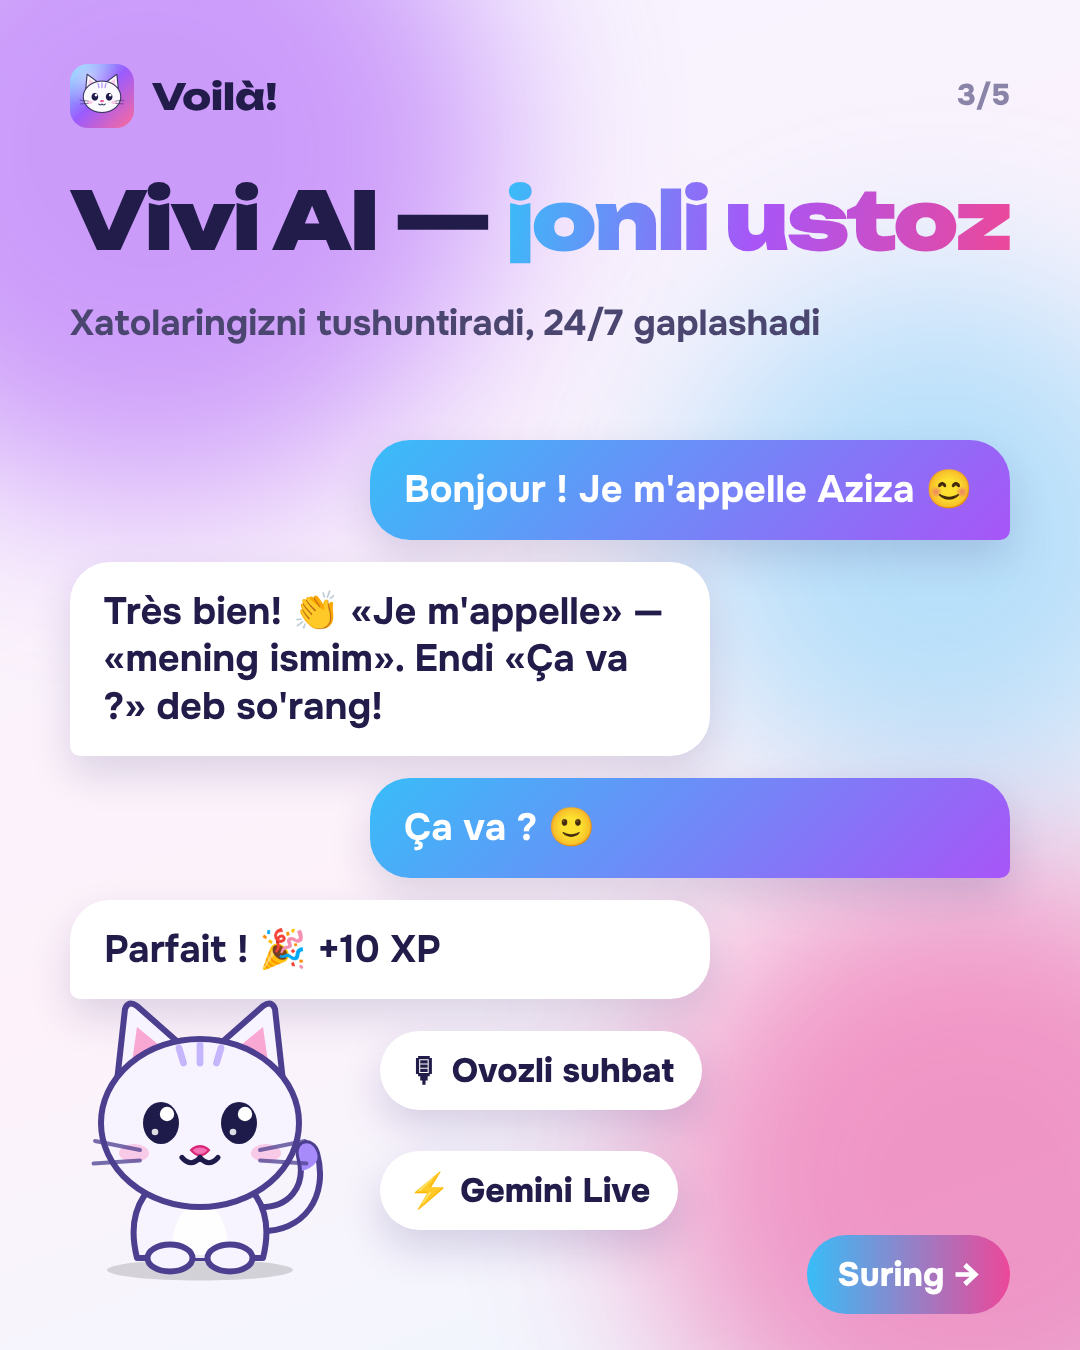 Voilà!
3/5
Vivi AI — jonli ustoz
Xatolaringizni tushuntiradi, 24/7 gaplashadi
Bonjour ! Je m'appelle Aziza 😊
Très bien! 👏 «Je m'appelle» —
«mening ismim». Endi «Ça va
?» deb so'rang!
Ça va ? 🙂
Parfait ! 🎉 +10 XP
🎙 Ovozli suhbat
⚡ Gemini Live
Suring →